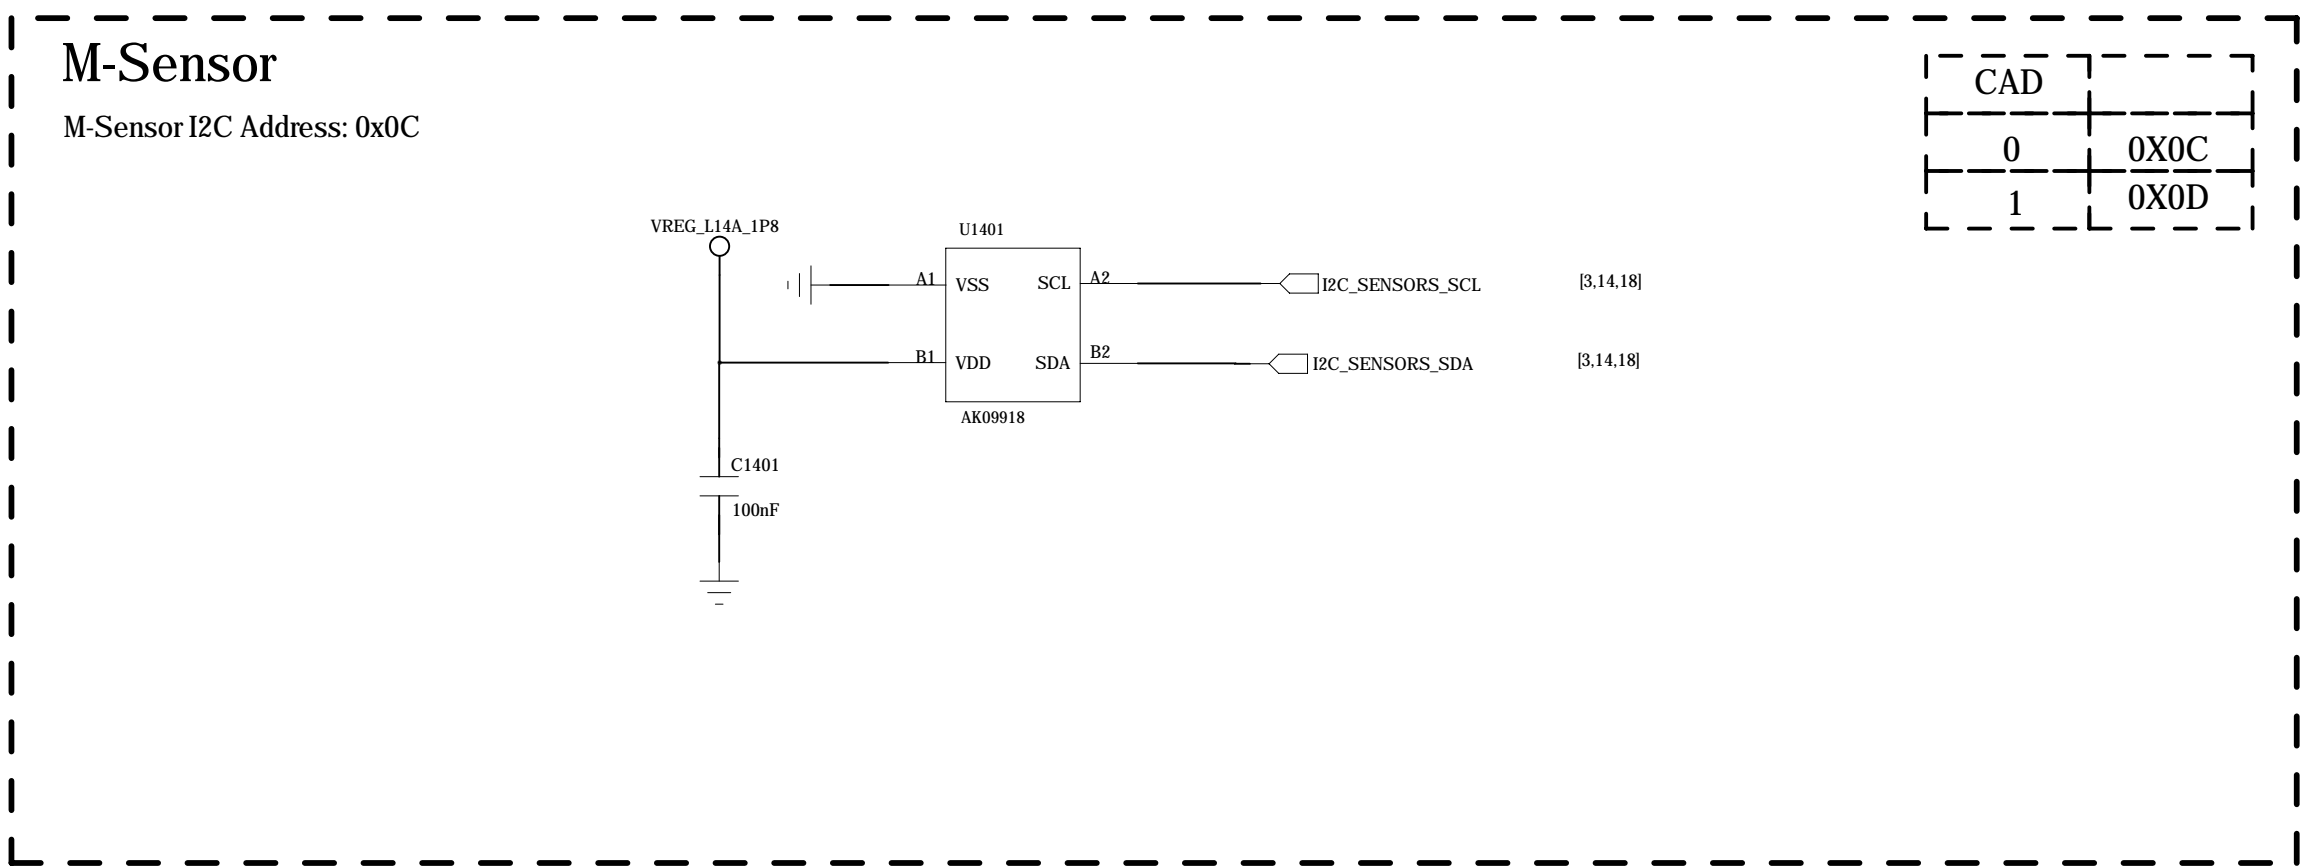 M-Sensor
M-Sensor I2C Address: 0x0C
CAD
0 0X0C
1 0X0D
VREG_L14A_1P8
U1401
A1 VSS SCL A2 I2C_SENSORS_SCL [3,14,18]
B1 VDD SDA B2 I2C_SENSORS_SDA [3,14,18]
AK09918
C1401
100nF